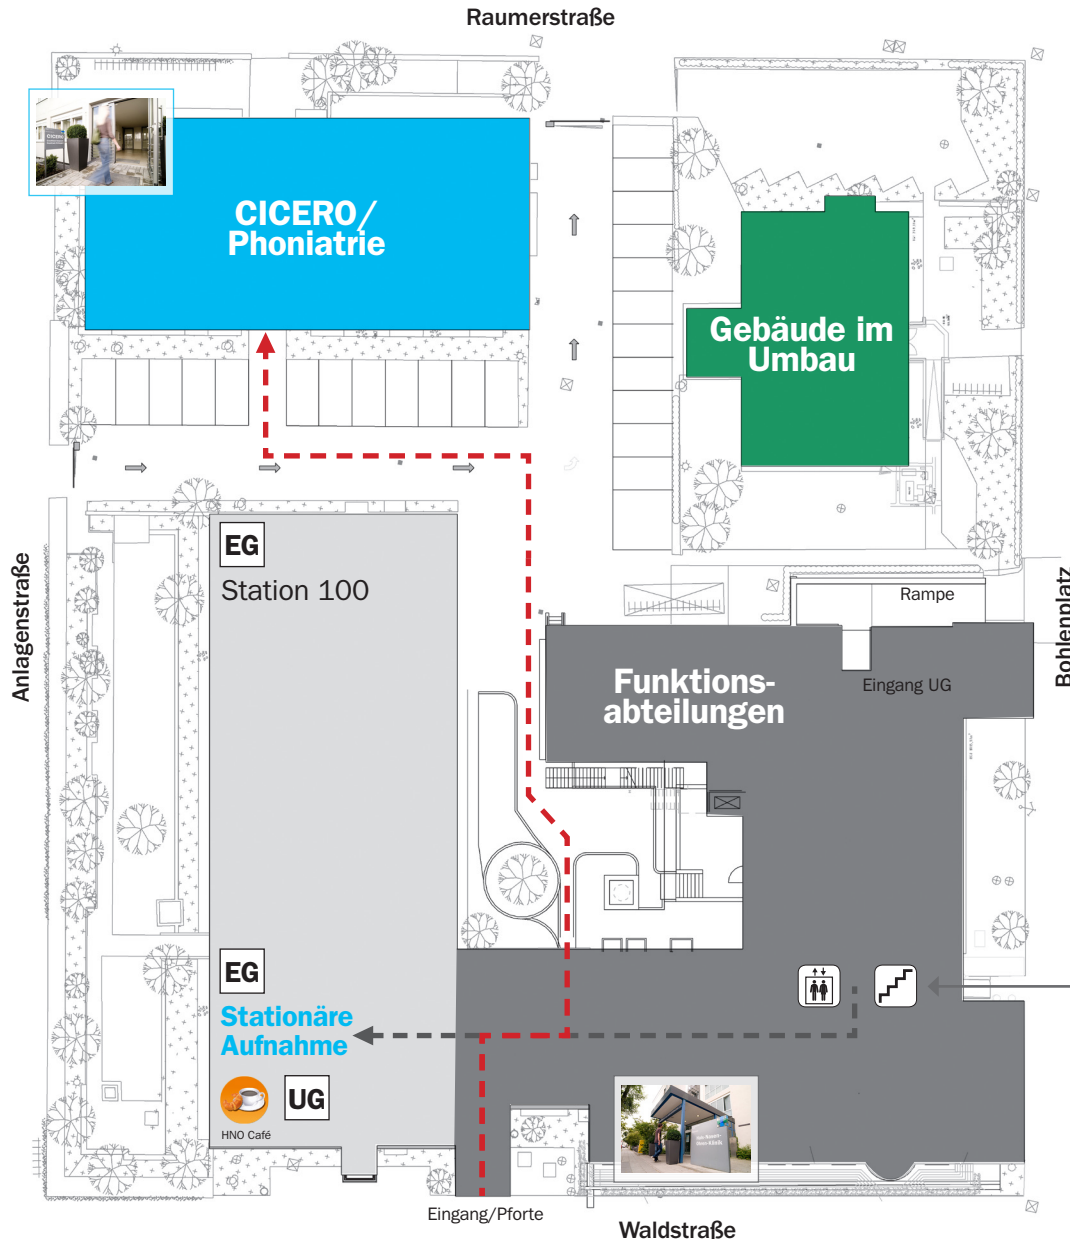 Raumerstraße
CICERO
CICERO/
Phoniatrie
Gebäude im
Umbau
EG
Station 100
Anlagenstraße
Bohlenplatz
Rampe
Funktions-
abteilungen
Eingang UG
EG
Stationäre
Aufnahme
UG
HNO Café
Eingang/Pforte
Waldstraße